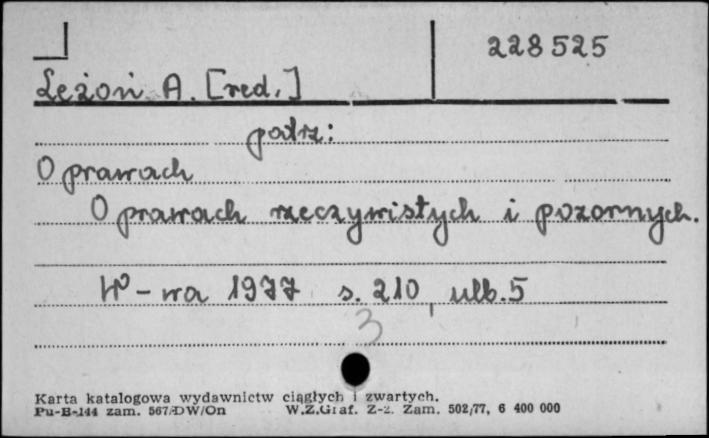 228525
Leżoń A. [red.]
patrz:
O prawach
O prawach rzeczywistych i pozornych.
W-wa 1977 s. 210, ulb. 5
3
Karta katalogowa wydawnictw ciągłych i zwartych.
Pu-B-144 zam. 567/DW/On W.Z.Graf. Z-2. Zam. 502/77, 6 400 000